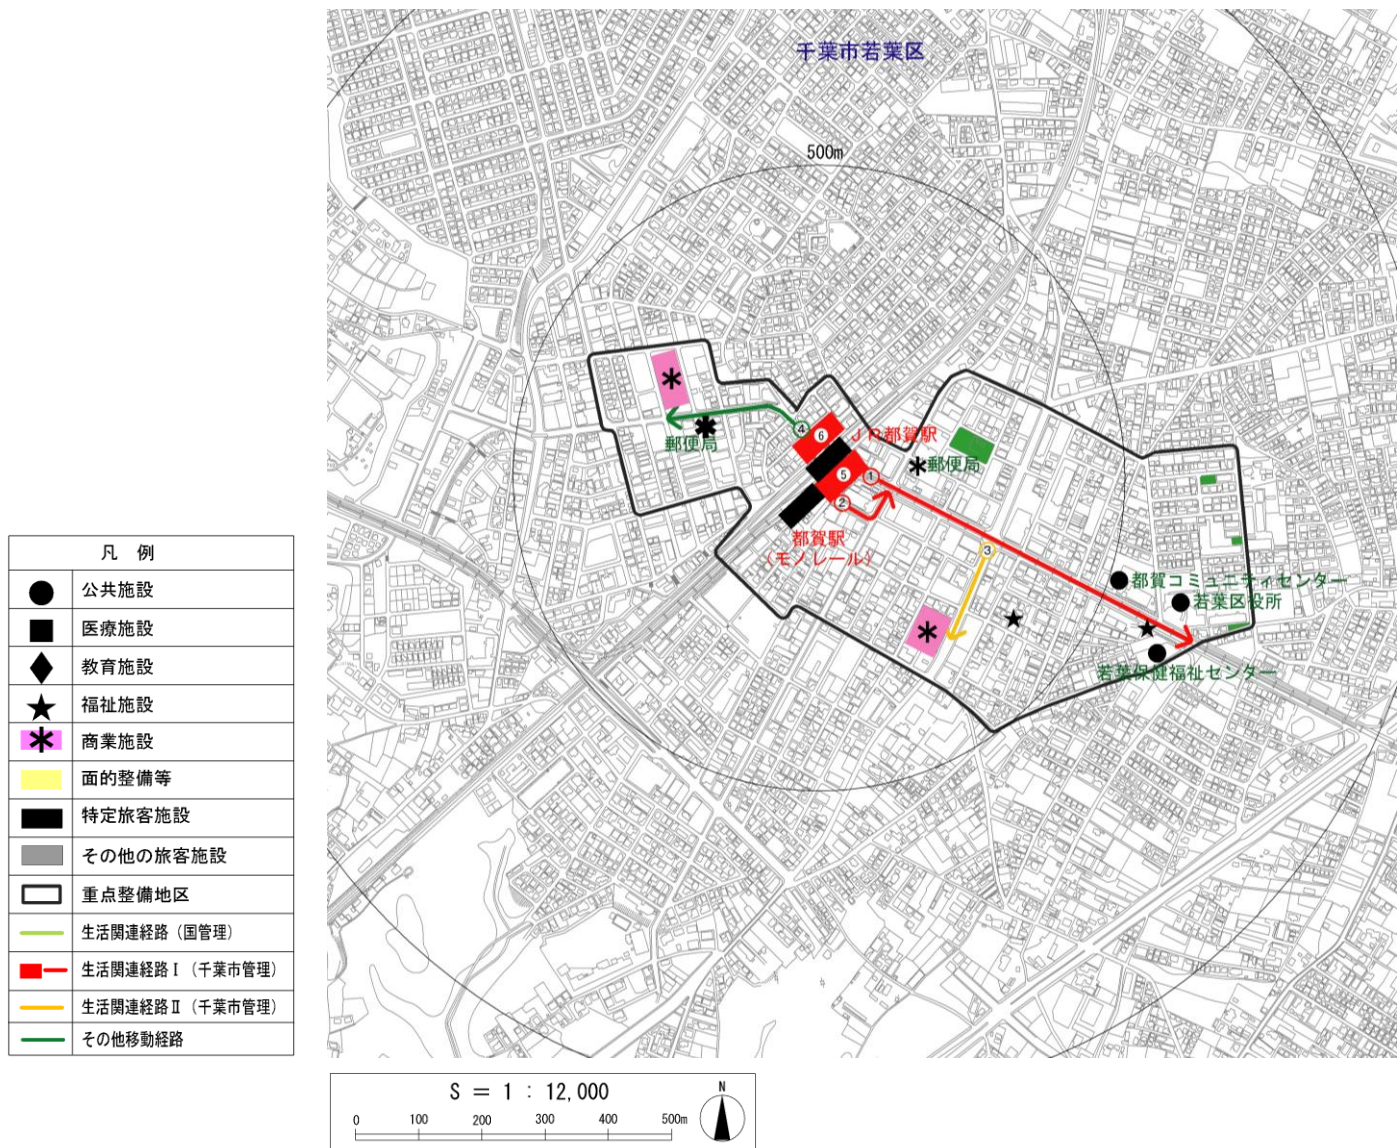 千葉市若葉区
500m
④
⑥
JR都賀駅
郵便局
郵便局
⑤
①
②
都賀駅
(モノレール)
③
都賀コミュニティセンター
若葉区役所
若葉保健福祉センター
凡 例
公共施設
医療施設
教育施設
福祉施設
商業施設
面的整備等
特定旅客施設
その他の旅客施設
重点整備地区
生活関連経路(国管理)
生活関連経路Ⅰ(千葉市管理)
生活関連経路Ⅱ(千葉市管理)
その他移動経路
S = 1 : 12,000
N
0 100 200 300 400 500m